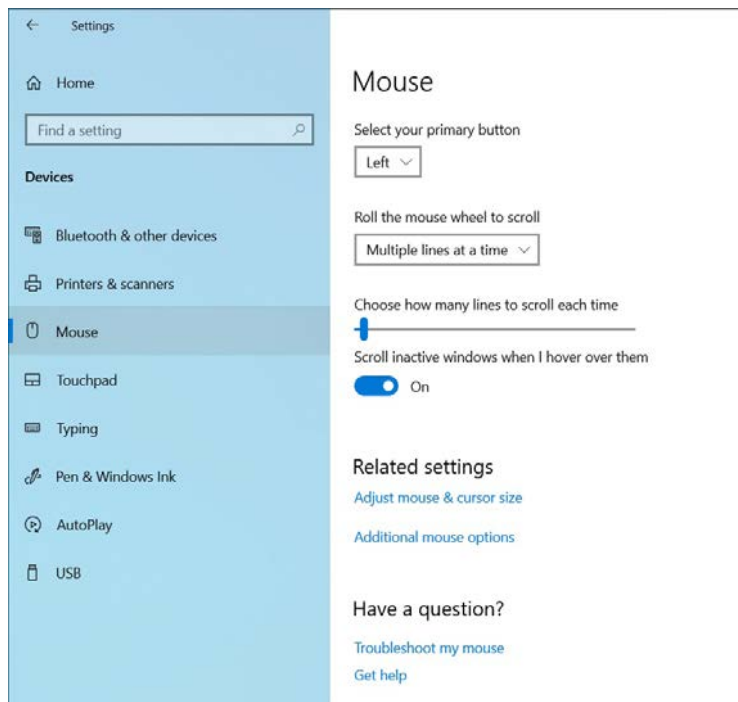 Settings
Home
Find a setting
Devices
Bluetooth & other devices
Printers & scanners
Mouse
Touchpad
Typing
Pen & Windows Ink
AutoPlay
USB
Mouse
Select your primary button
Left
Roll the mouse wheel to scroll
Multiple lines at a time
Choose how many lines to scroll each time
Scroll inactive windows when I hover over them
On
Related settings
Adjust mouse & cursor size
Additional mouse options
Have a question?
Troubleshoot my mouse
Get help